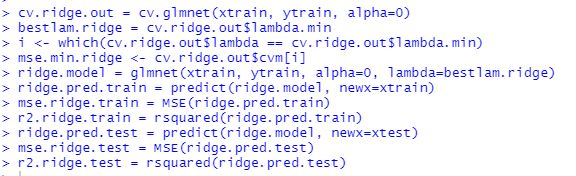 > cv.ridge.out = cv.glmnet(xtrain, ytrain, alpha=0)
> bestlam.ridge = cv.ridge.out$lambda.min
> i <- which(cv.ridge.out$lambda == cv.ridge.out$lambda.min)
> mse.min.ridge <- cv.ridge.out$cvm[i]
> ridge.model = glmnet(xtrain, ytrain, alpha=0, lambda=bestlam.ridge)
> ridge.pred.train = predict(ridge.model, newx=xtrain)
> mse.ridge.train = MSE(ridge.pred.train)
> r2.ridge.train = rsquared(ridge.pred.train)
> ridge.pred.test = predict(ridge.model, newx=xtest)
> mse.ridge.test = MSE(ridge.pred.test)
> r2.ridge.test = rsquared(ridge.pred.test)